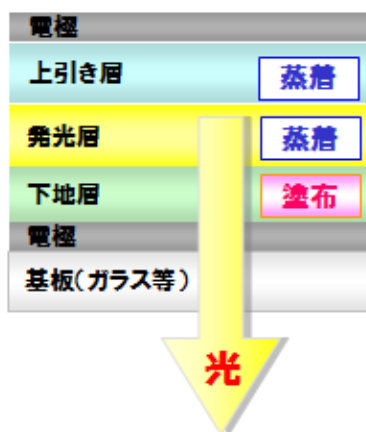 電極
上引き層 蒸着
発光層 蒸着
下地層 塗布
電極
基板(ガラス等)
光